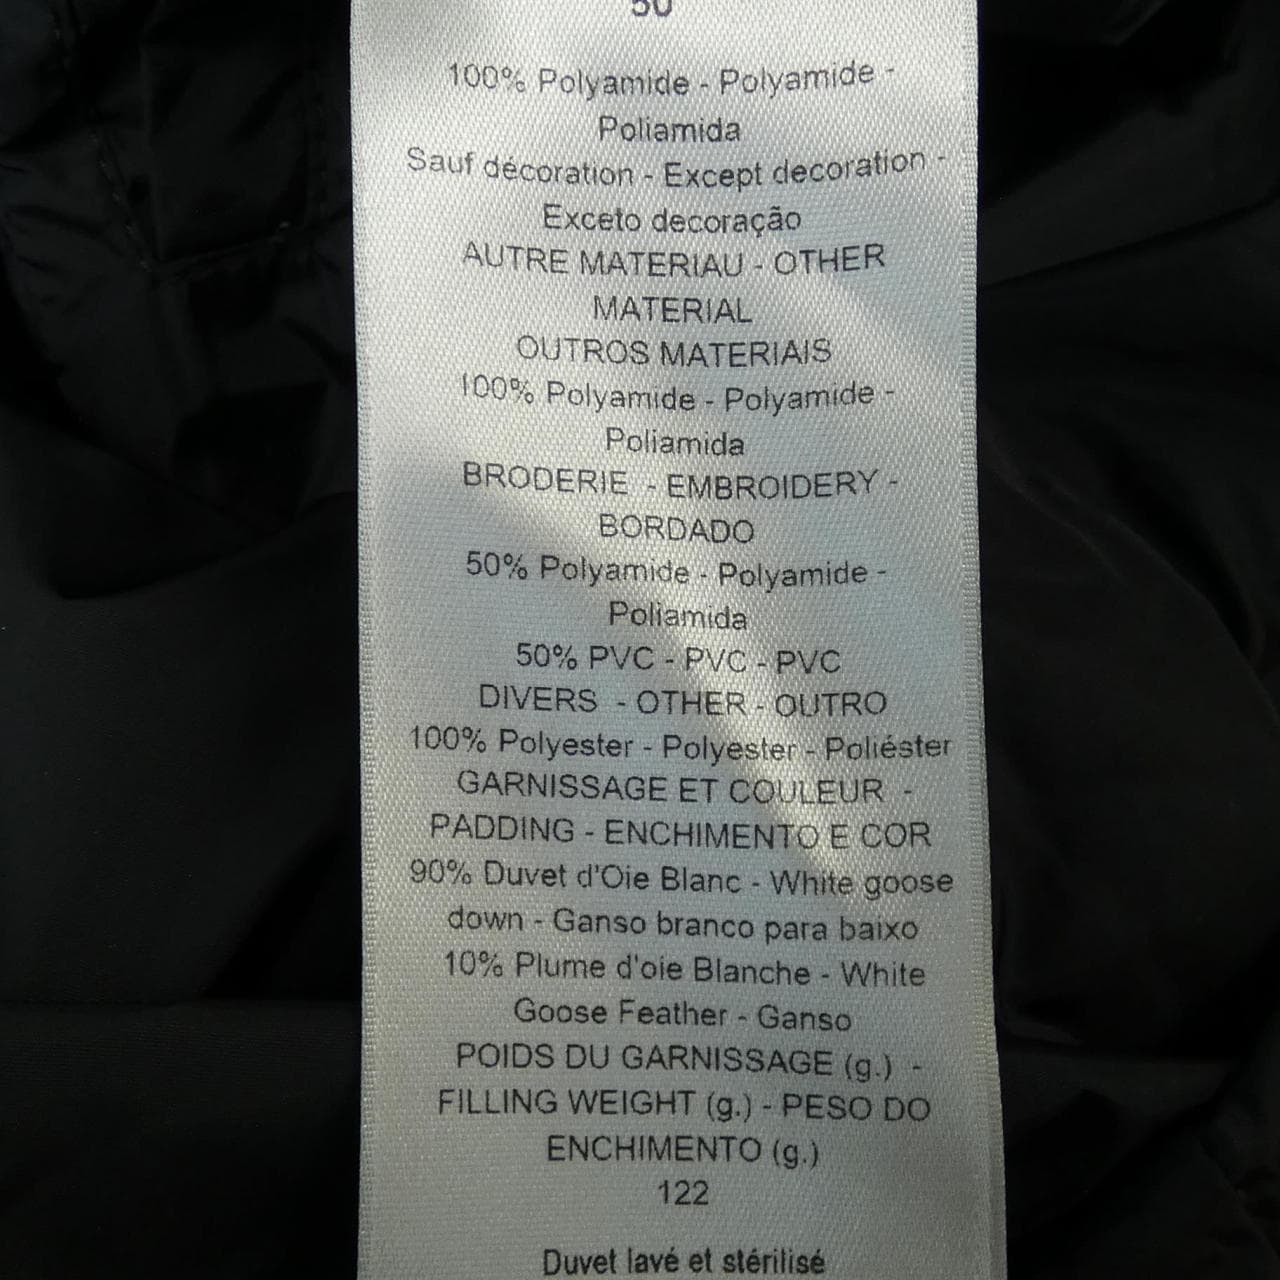 50
100% Polyamide - Polyamide -
Poliamida
Sauf décoration - Except decoration -
Exceto decoração
AUTRE MATERIAU - OTHER
MATERIAL
OUTROS MATERIAIS
100% Polyamide - Polyamide -
Poliamida
BRODERIE - EMBROIDERY -
BORDADO
50% Polyamide - Polyamide -
Poliamida
50% PVC - PVC - PVC
DIVERS - OTHER - OUTRO
100% Polyester - Polyester - Poliéster
GARNISSAGE ET COULEUR -
PADDING - ENCHIMENTO E COR
90% Duvet d'Oie Blanc - White goose
down - Ganso branco para baixo
10% Plume d'oie Blanche - White
Goose Feather - Ganso
POIDS DU GARNISSAGE (g.) -
FILLING WEIGHT (g.) - PESO DO
ENCHIMENTO (g.)
122
Duvet lavé et stérilisé